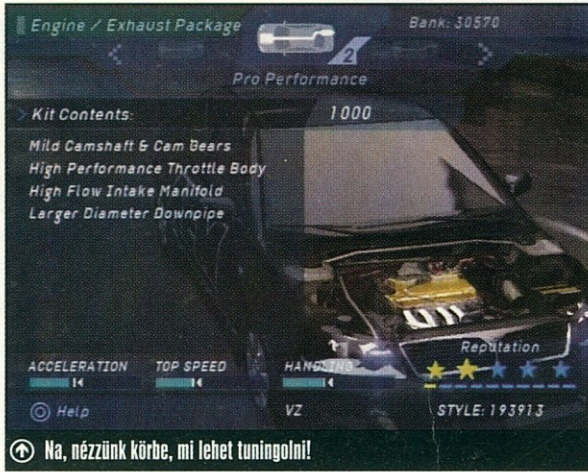 Engine / Exhaust Package
Bank: 30570
2
Pro Performance
Kit Contents: 1000
Mild Camshaft & Cam Gears
High Performance Throttle Body
High Flow Intake Manifold
Larger Diameter Downpipe
Reputation
ACCELERATION TOP SPEED HANDLING
Help VZ STYLE: 193913
Na, nézzünk körbe, mi lehet tuningolni!